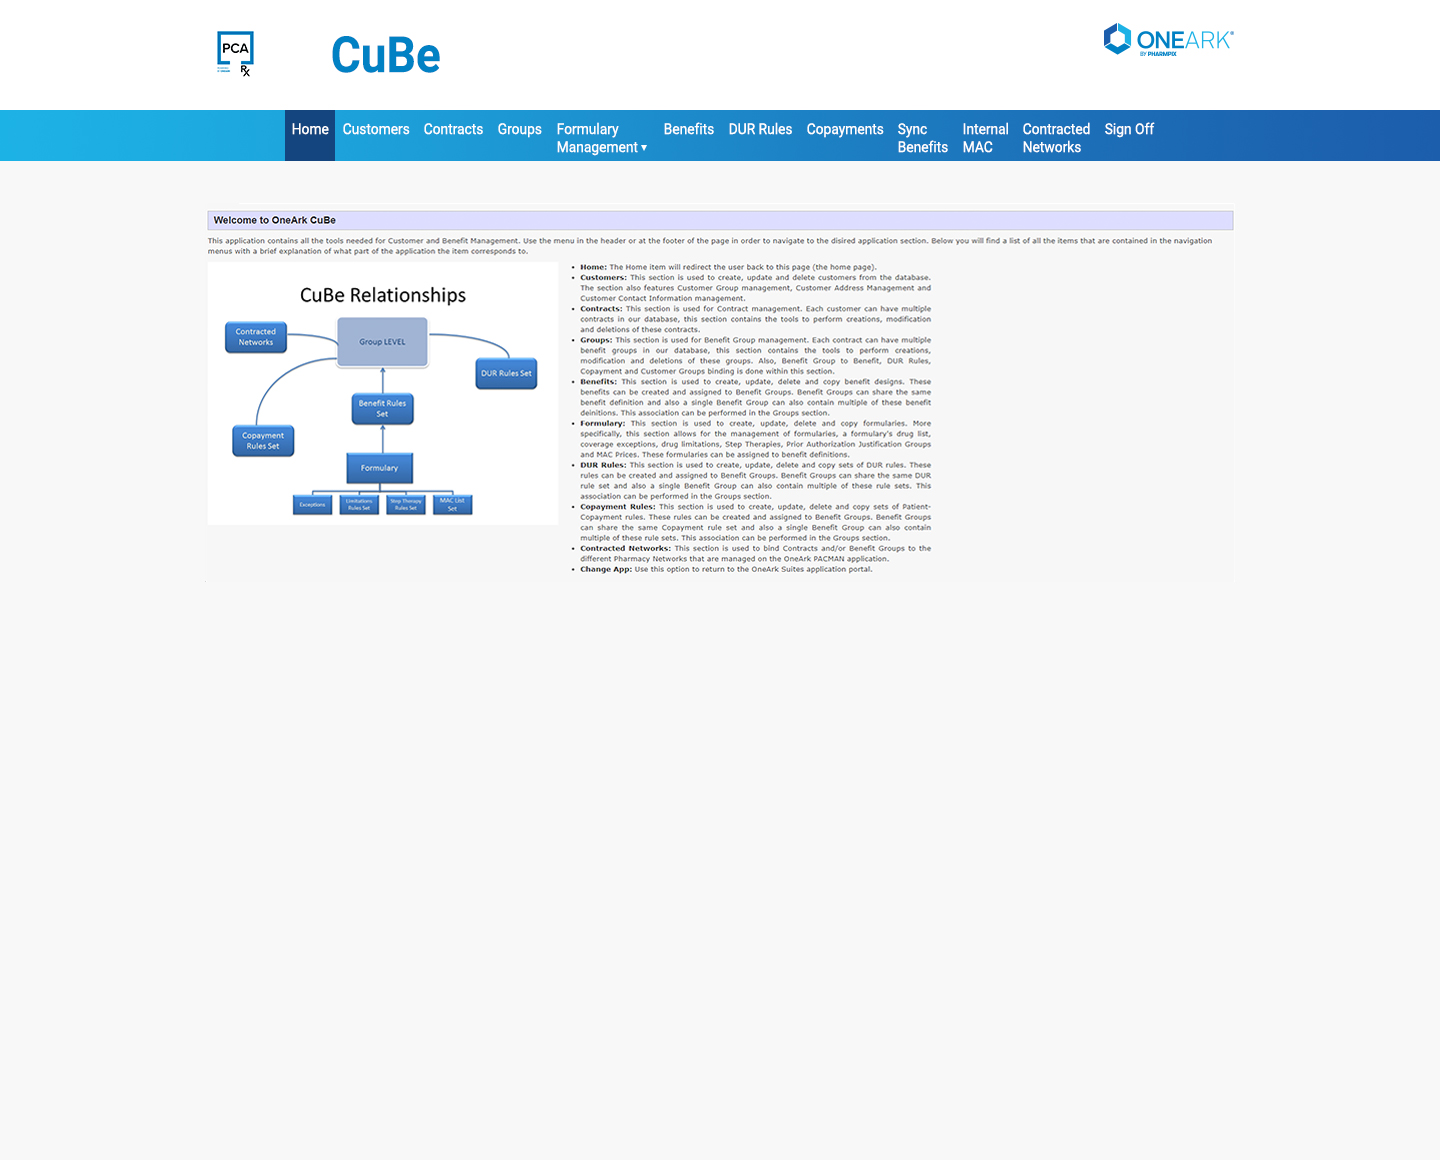 PCA
Rx
CuBe
ONEARK®
BY PHARMPIX
Home
Customers
Contracts
Groups
Formulary
Management ▾
Benefits
DUR Rules
Copayments
Sync
Benefits
Internal
MAC
Contracted
Networks
Sign Off
Welcome to OneArk CuBe
This application contains all the tools needed for Customer and Benefit Management. Use the menu in the header or at the footer of the page in order to navigate to the disired application section. Below you will find a list of all the items that are contained in the navigation
menus with a brief explanation of what part of the application the item corresponds to.
CuBe Relationships
Contracted
Networks
Group LEVEL
DUR Rules Set
Benefit Rules
Set
Copayment
Rules Set
Formulary
Exceptions
Limitations
Rules Set
Step Therapy
Rules Set
MAC List
Set
• Home: The Home item will redirect the user back to this page (the home page).
• Customers: This section is used to create, update and delete customers from the database.
The section also features Customer Group management, Customer Address Management and
Customer Contact Information management.
• Contracts: This section is used for Contract management. Each customer can have multiple
contracts in our database, this section contains the tools to perform creations, modification
and deletions of these contracts.
• Groups: This section is used for Benefit Group management. Each contract can have multiple
benefit groups in our database, this section contains the tools to perform creations,
modification and deletions of these groups. Also, Benefit Group to Benefit, DUR Rules,
Copayment and Customer Groups binding is done within this section.
• Benefits: This section is used to create, update, delete and copy benefit designs. These
benefits can be created and assigned to Benefit Groups. Benefit Groups can share the same
benefit definition and also a single Benefit Group can also contain multiple of these benefit
deinitions. This association can be performed in the Groups section.
• Formulary: This section is used to create, update, delete and copy formularies. More
specifically, this section allows for the management of formularies, a formulary's drug list,
coverage exceptions, drug limitations, Step Therapies, Prior Authorization Justification Groups
and MAC Prices. These formularies can be assigned to benefit definitions.
• DUR Rules: This section is used to create, update, delete and copy sets of DUR rules. These
rules can be created and assigned to Benefit Groups. Benefit Groups can share the same DUR
rule set and also a single Benefit Group can also contain multiple of these rule sets. This
association can be performed in the Groups section.
• Copayment Rules: This section is used to create, update, delete and copy sets of Patient-
Copayment rules. These rules can be created and assigned to Benefit Groups. Benefit Groups
can share the same Copayment rule set and also a single Benefit Group can also contain
multiple of these rule sets. This association can be performed in the Groups section.
• Contracted Networks: This section is used to bind Contracts and/or Benefit Groups to the
different Pharmacy Networks that are managed on the OneArk PACMAN application.
• Change App: Use this option to return to the OneArk Suites application portal.